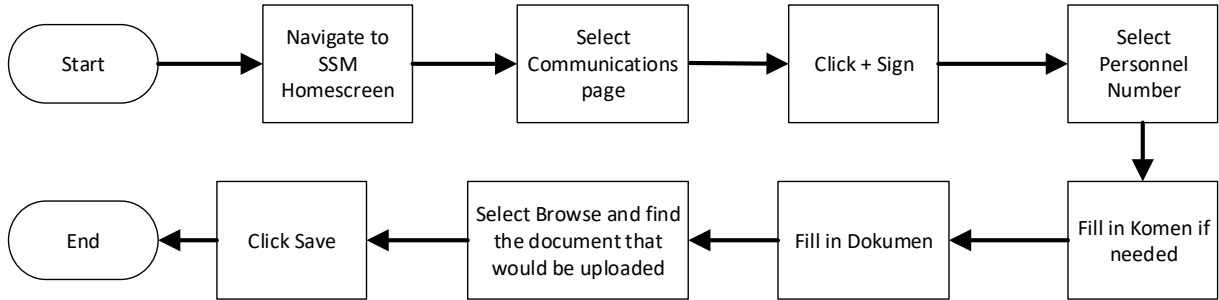 Start
Navigate to
SSM
Homescreen
Select
Communications
page
Click + Sign
Select
Personnel
Number
Fill in Komen if
needed
Fill in Dokumen
Select Browse and find
the document that
would be uploaded
Click Save
End